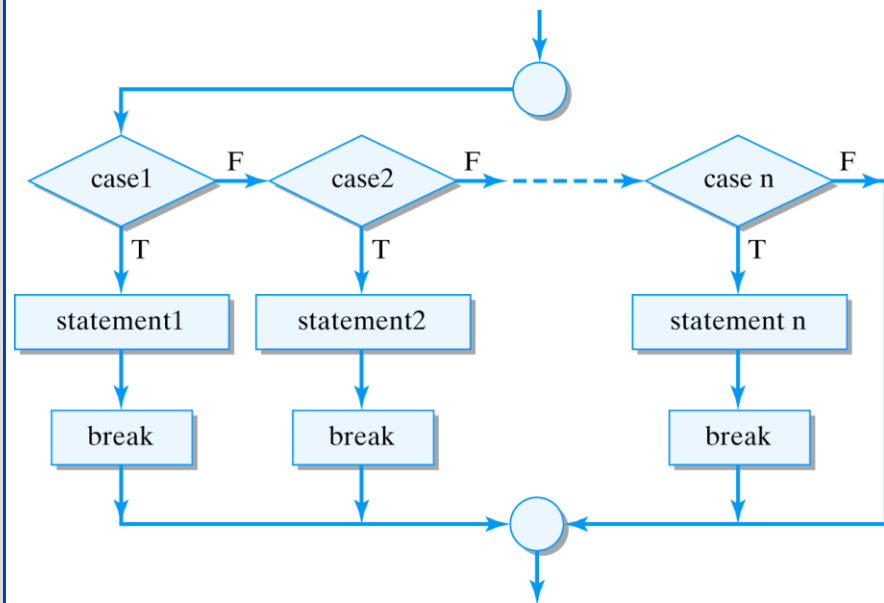 case1 F case2 F case n F
T T T
statement1 statement2 statement n
break break break